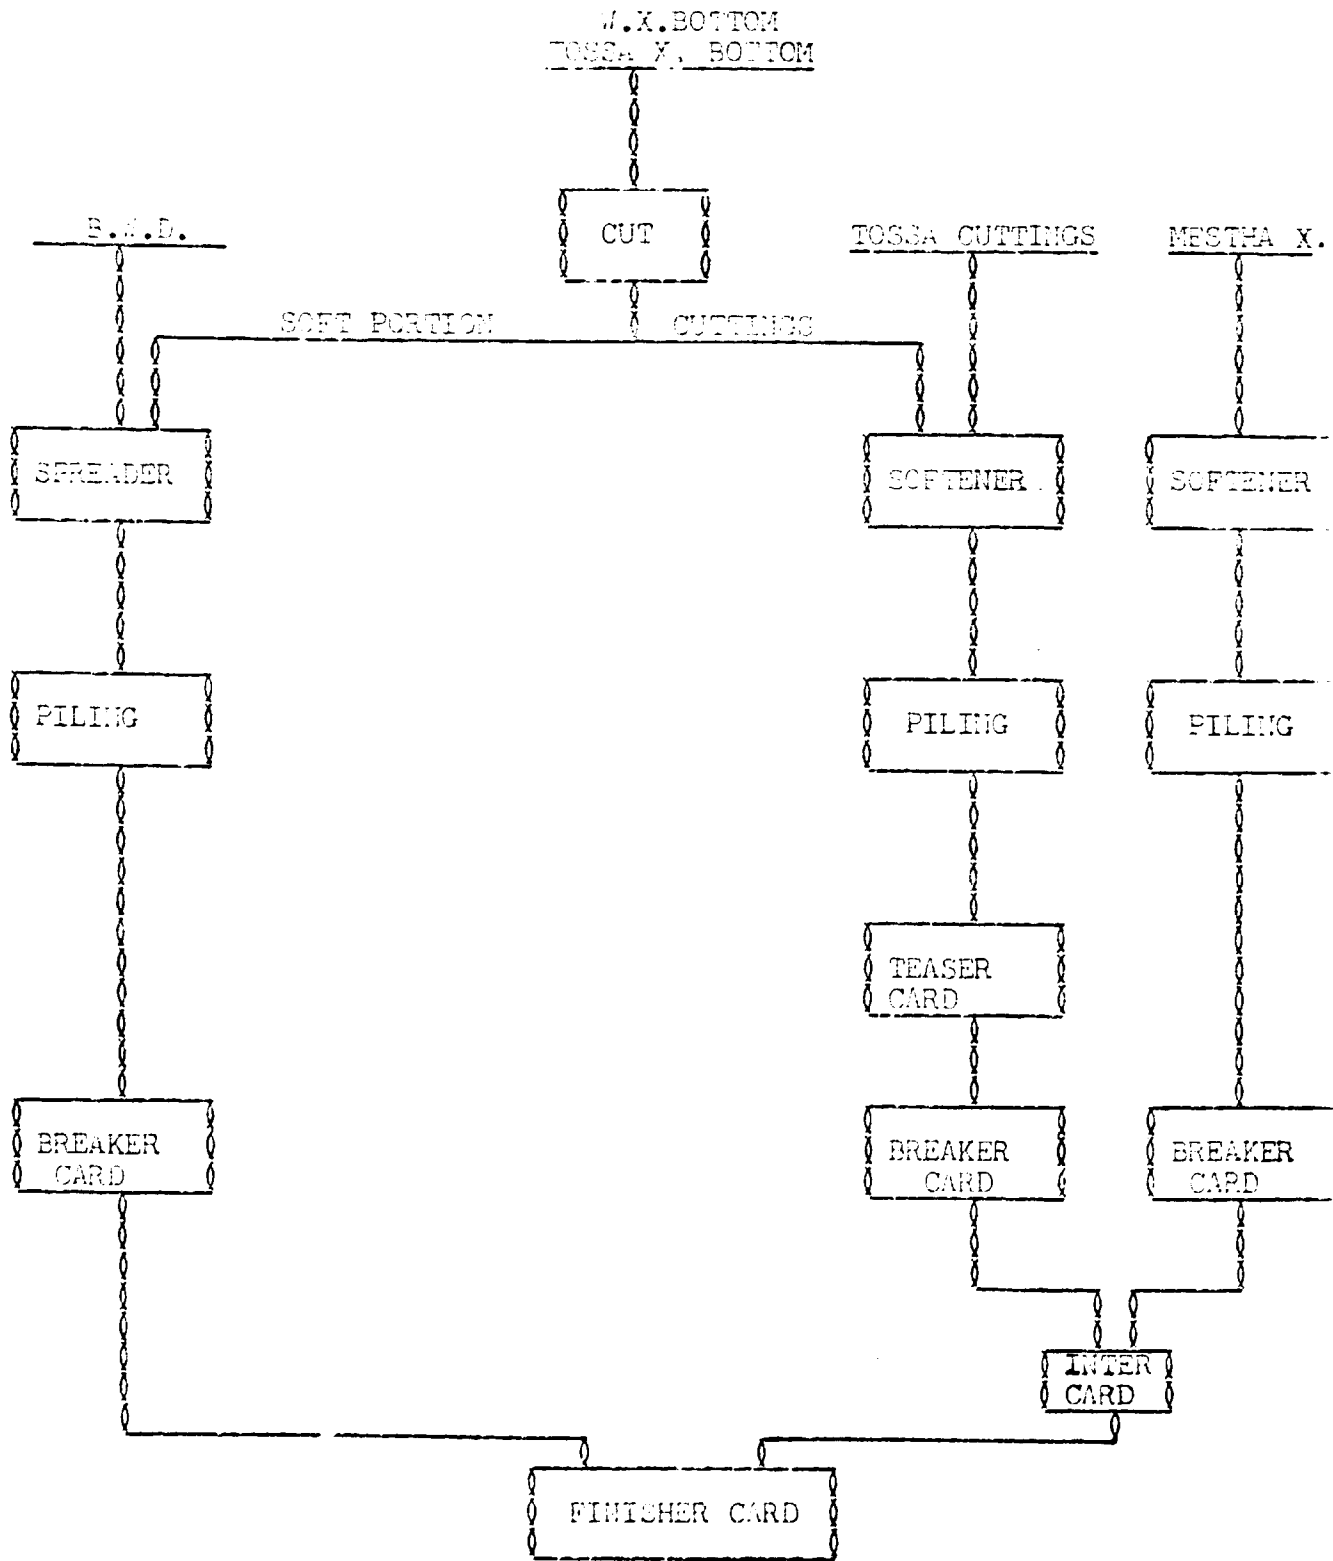 W.X.BOTTOM
TOSSA X. BOTTOM
CUT
B.W.D.
TOSSA CUTTINGS
MESTHA X.
SOFT PORTION
CUTTINGS
SPREADER
SOFTENER
SOFTENER
PILING
PILING
PILING
TEASER
CARD
BREAKER
CARD
BREAKER
CARD
BREAKER
CARD
INTER
CARD
FINISHER CARD